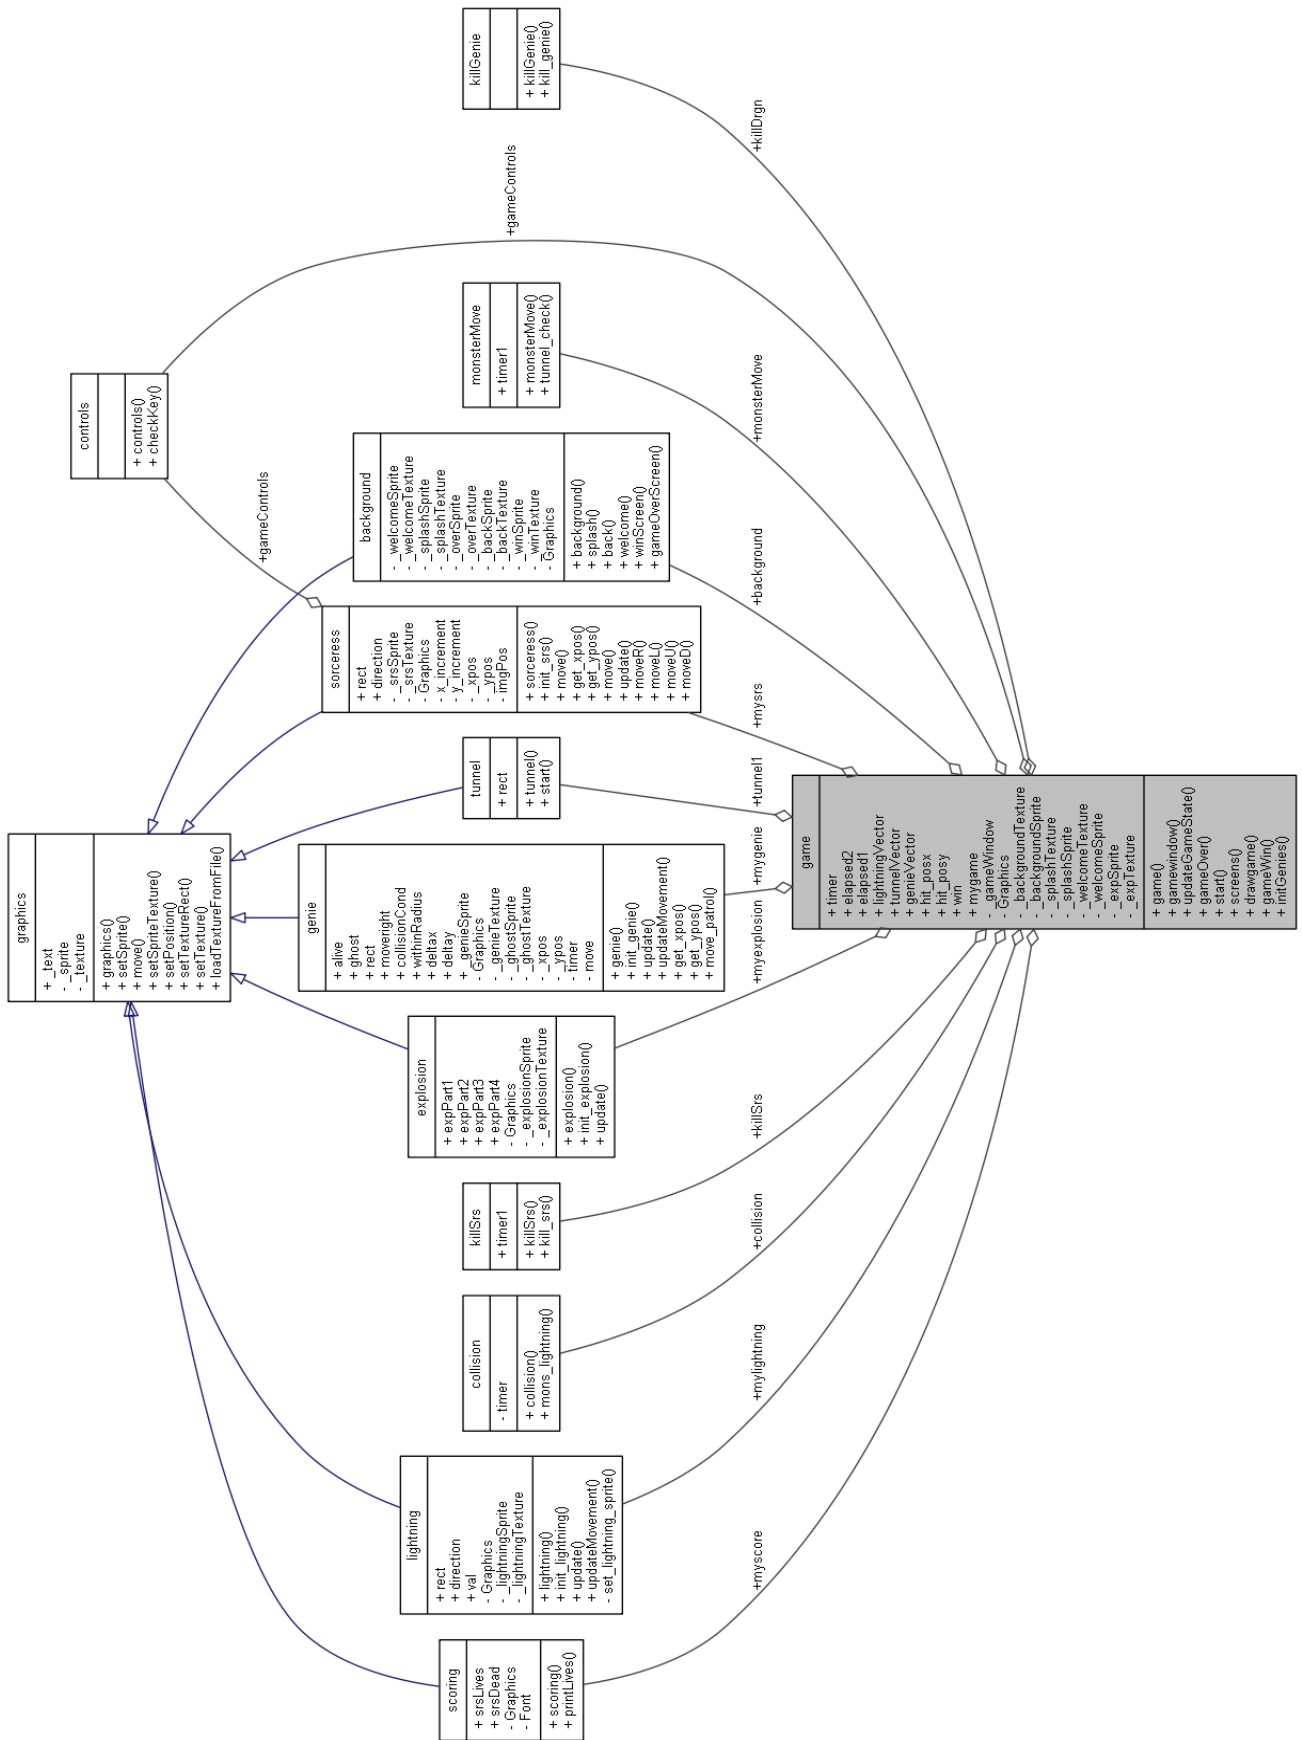 graphics
+ _text
- _sprite
- _texture
+ graphics()
+ setSprite()
+ move()
+ setSpriteTexture()
+ setPosition()
+ setTextureRect()
+ setTexture()
+ loadTextureFromFile()
controls
+ controls()
+ checkKey()
+gameControls
+gameControls
scoring
+ srsLives
+ srsDead
- Graphics
- Font
+ scoring()
+ printLives()
lightning
+ rect
+ direction
+ val
- Graphics
- _lightningSprite
- _lightningTexture
+ lightning()
+ init_lightning()
+ update()
+ updateMovement()
- set_lightning_sprite()
collision
- timer
+ collision()
+ mons_lightning()
killSrs
+ timer1
+ killSrs()
+ kill_srs()
explosion
+ expPart1
+ expPart2
+ expPart3
+ expPart4
- Graphics
- _explosionSprite
- _explosionTexture
+ explosion()
+ init_explosion()
+ update()
genie
+ alive
+ ghost
+ rect
+ moveright
+ collisionCond
+ withinRadius
+ deltax
+ deltay
+ _genieSprite
- Graphics
- _genieTexture
- _ghostSprite
- _ghostTexture
- _xpos
- _ypos
- timer
- move
+ genie()
+ init_genie()
+ update()
+ updateMovement()
+ get_xpos()
+ get_ypos()
+ move_patrol()
tunnel
+ rect
+ tunnel()
+ start()
sorceress
+ rect
+ direction
- _srsSprite
- _srsTexture
- Graphics
- x_increment
- y_increment
- _xpos
- _ypos
- imgPos
+ sorceress()
+ init_srs()
+ move()
+ get_xpos()
+ get_ypos()
+ move()
+ update()
+ moveR()
+ moveL()
+ moveU()
+ moveD()
background
- _welcomeSprite
- _welcomeTexture
- _splashSprite
- _splashTexture
- _overSprite
- _overTexture
- _backSprite
- _backTexture
- _winSprite
- _winTexture
- Graphics
+ background()
+ splash()
+ back()
+ welcome()
+ winScreen()
+ gameOverScreen()
monsterMove
+ timer1
+ monsterMove()
+ tunnel_check()
killGenie
+ killGenie()
+ kill_genie()
+myscore
+mylightning
+collision
+killSrs
+myexplosion
+mygenie
+tunnel1
+mysrs
+background
+monsterMove
+killDrgn
game
+ timer
+ elapsed2
+ elapsed1
+ lightningVector
+ tunnelVector
+ genieVector
+ hit_posx
+ hit_posy
+ win
+ mygame
- _gameWindow
- Graphics
- _backgroundTexture
- _backgroundSprite
- _splashTexture
- _splashSprite
- _welcomeTexture
- _welcomeSprite
- _expSprite
- _expTexture
+ game()
+ gamewindow()
+ updateGameState()
+ gameOver()
+ start()
+ screens()
+ drawgame()
+ gameWin()
+ initGenies()